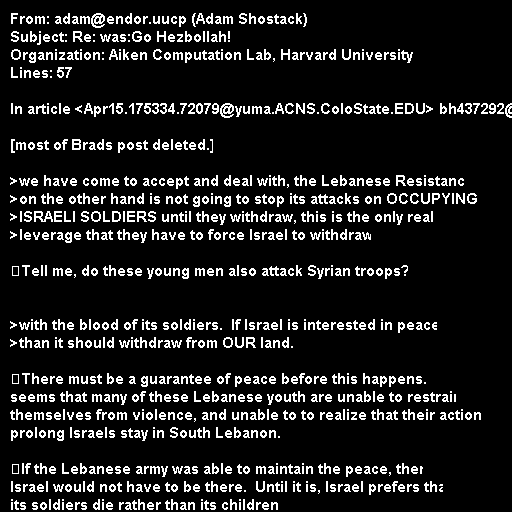 From: adam@endor.uucp (Adam Shostack)
Subject: Re: was:Go Hezbollah!
Organization: Aiken Computation Lab, Harvard University
Lines: 57
In article <Apr15.175334.72079@yuma.ACNS.ColoState.EDU> bh437292@
[most of Brads post deleted.]
>we have come to accept and deal with, the Lebanese Resistanc
>on the other hand is not going to stop its attacks on OCCUPYING
>ISRAELI SOLDIERS until they withdraw, this is the only real
>leverage that they have to force Israel to withdraw
Tell me, do these young men also attack Syrian troops?
>with the blood of its soldiers.  If Israel is interested in peace
>than it should withdraw from OUR land.
There must be a guarantee of peace before this happens.
seems that many of these Lebanese youth are unable to restrain
themselves from violence, and unable to to realize that their action
prolong Israels stay in South Lebanon.
If the Lebanese army was able to maintain the peace, then
Israel would not have to be there.  Until it is, Israel prefers tha
its soldiers die rather than its children